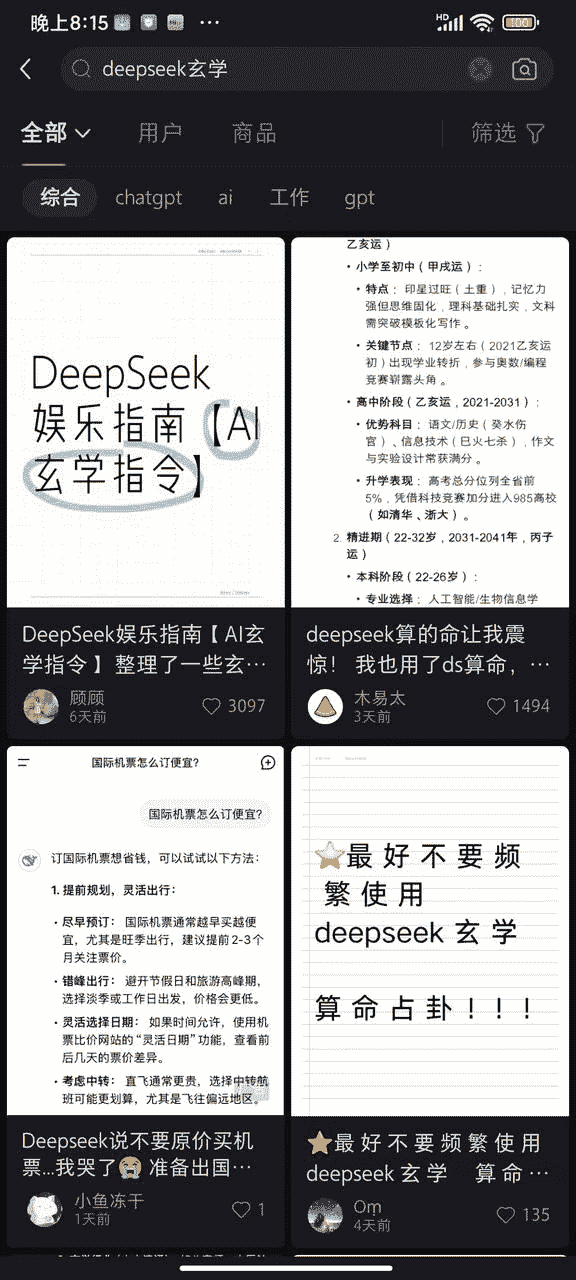 晚上8:15
HD
100
deepseek玄学
全部
用户
商品
筛选
综合
chatgpt
ai
工作
gpt
DeepSeek
娱乐指南【AI
玄学指令】
DeepSeek娱乐指南【AI玄
学指令】整理了一些玄…
顾顾
6天前
3097
乙亥运）
• 小学至初中（甲戌运）：
• 特点：印星过旺（土重），记忆力
强但思维固化，理科基础扎实，文科
需突破模板化写作。
• 关键节点：12岁左右（2021乙亥运
初）出现学业转折，参与奥数/编程
竞赛崭露头角。
• 高中阶段（乙亥运，2021-2031）：
• 优势科目：语文/历史（癸水伤
官）、信息技术（巳火七杀），作文
与实验设计常获满分。
• 升学表现：高考总分位列全省前
5%，凭借科技竞赛加分进入985高校
（如清华、浙大）。
2. 精进期（22-32岁，2031-2041年，丙子
运）
• 本科阶段（22-26岁）：
• 专业选择：人工智能/生物信息学
deepseek算的命让我震
惊！ 我也用了ds算命，…
木易太
3天前
1494
国际机票怎么订便宜?
国际机票怎么订便宜?
订国际机票想省钱，可以试试以下方法：
1. 提前规划，灵活出行：
• 尽早预订：国际机票通常越早买越便
宜，尤其是旺季出行，建议提前2-3个
月关注票价。
• 错峰出行：避开节假日和旅游高峰期，
选择淡季或工作日出发，价格会更低。
• 灵活选择日期：如果时间允许，使用机
票比价网站的“灵活日期”功能，查看前
后几天的票价差异。
• 考虑中转：直飞通常更贵，选择中转航
班可能更划算，尤其是飞往偏远地区。
Deepseek说不要原价买机
票...我哭了😭 准备出国…
小鱼冻干
1天前
1
⭐最好不要频
繁使用
deepseek 玄学
算命占卦！！！
⭐最好不要频繁使用
deepseek 玄学 算命…
Om
4天前
135